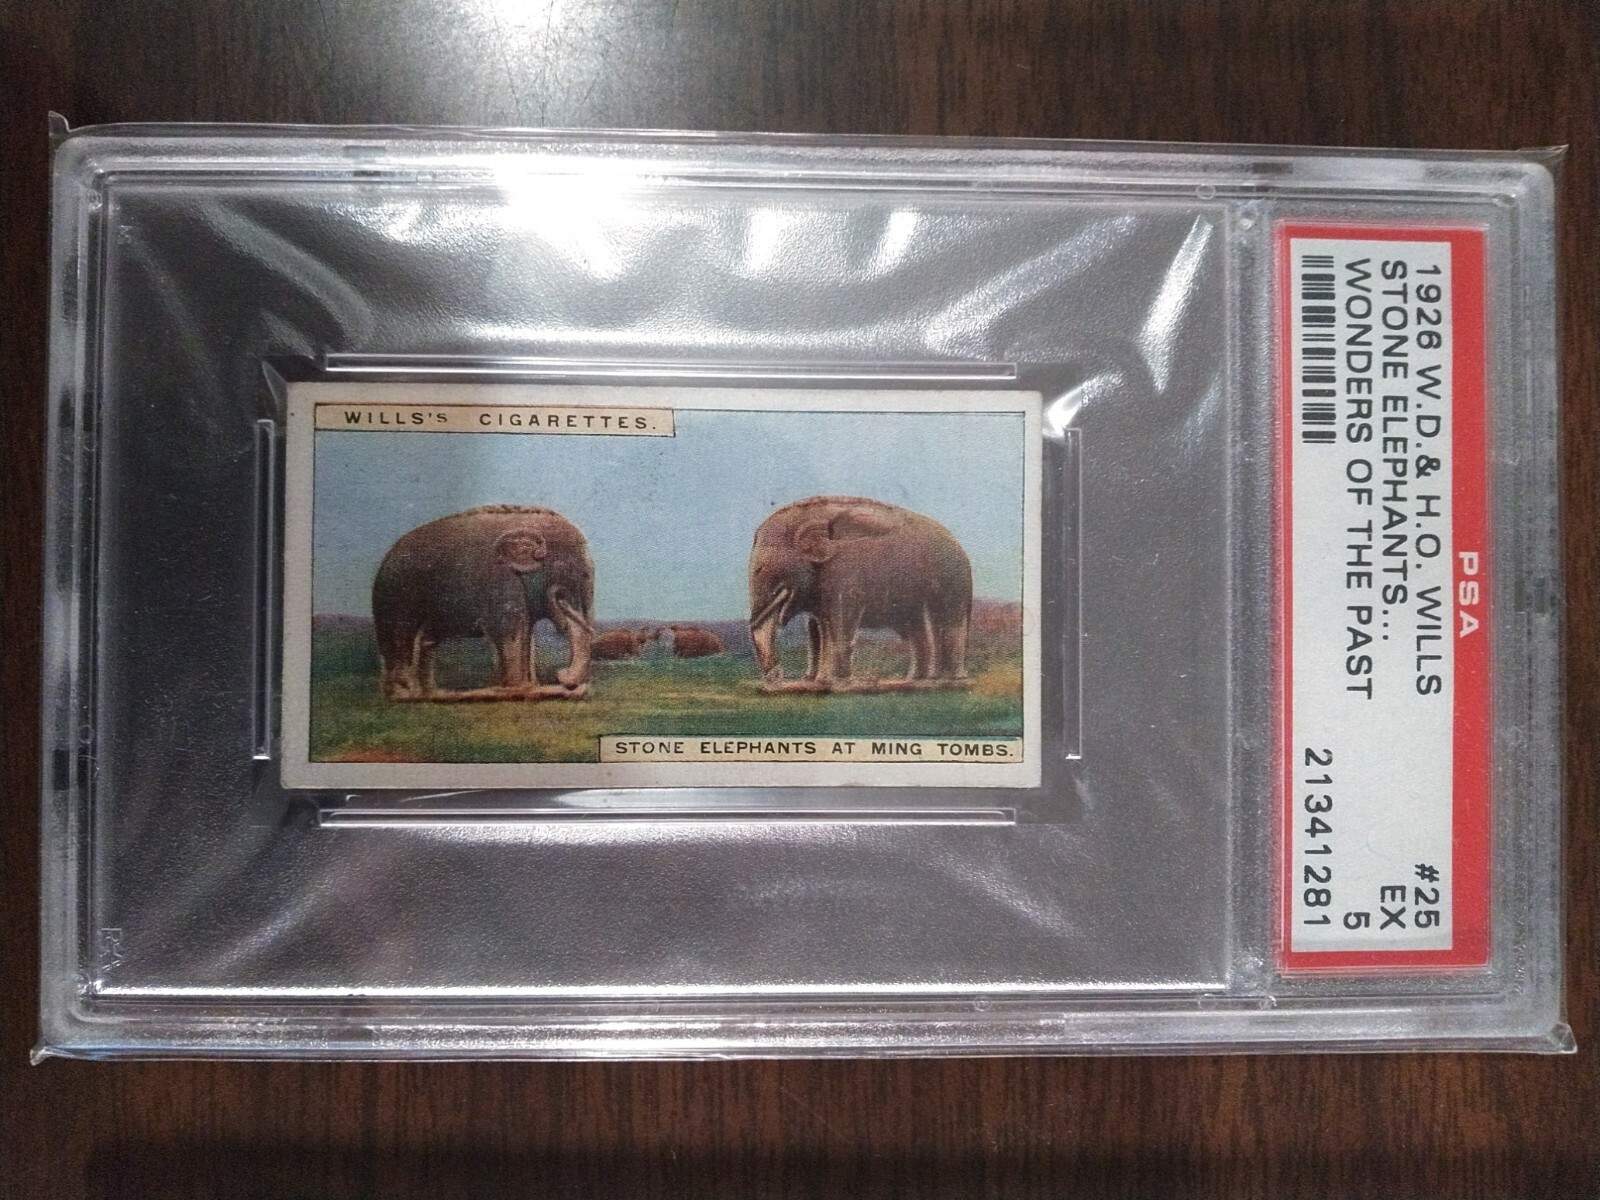 WILLS'S CIGARETTES.
STONE ELEPHANTS AT MING TOMBS.
PSA
1926 W.D.& H.O. WILLS #25
STONE ELEPHANTS... EX
WONDERS OF THE PAST 5
21341281